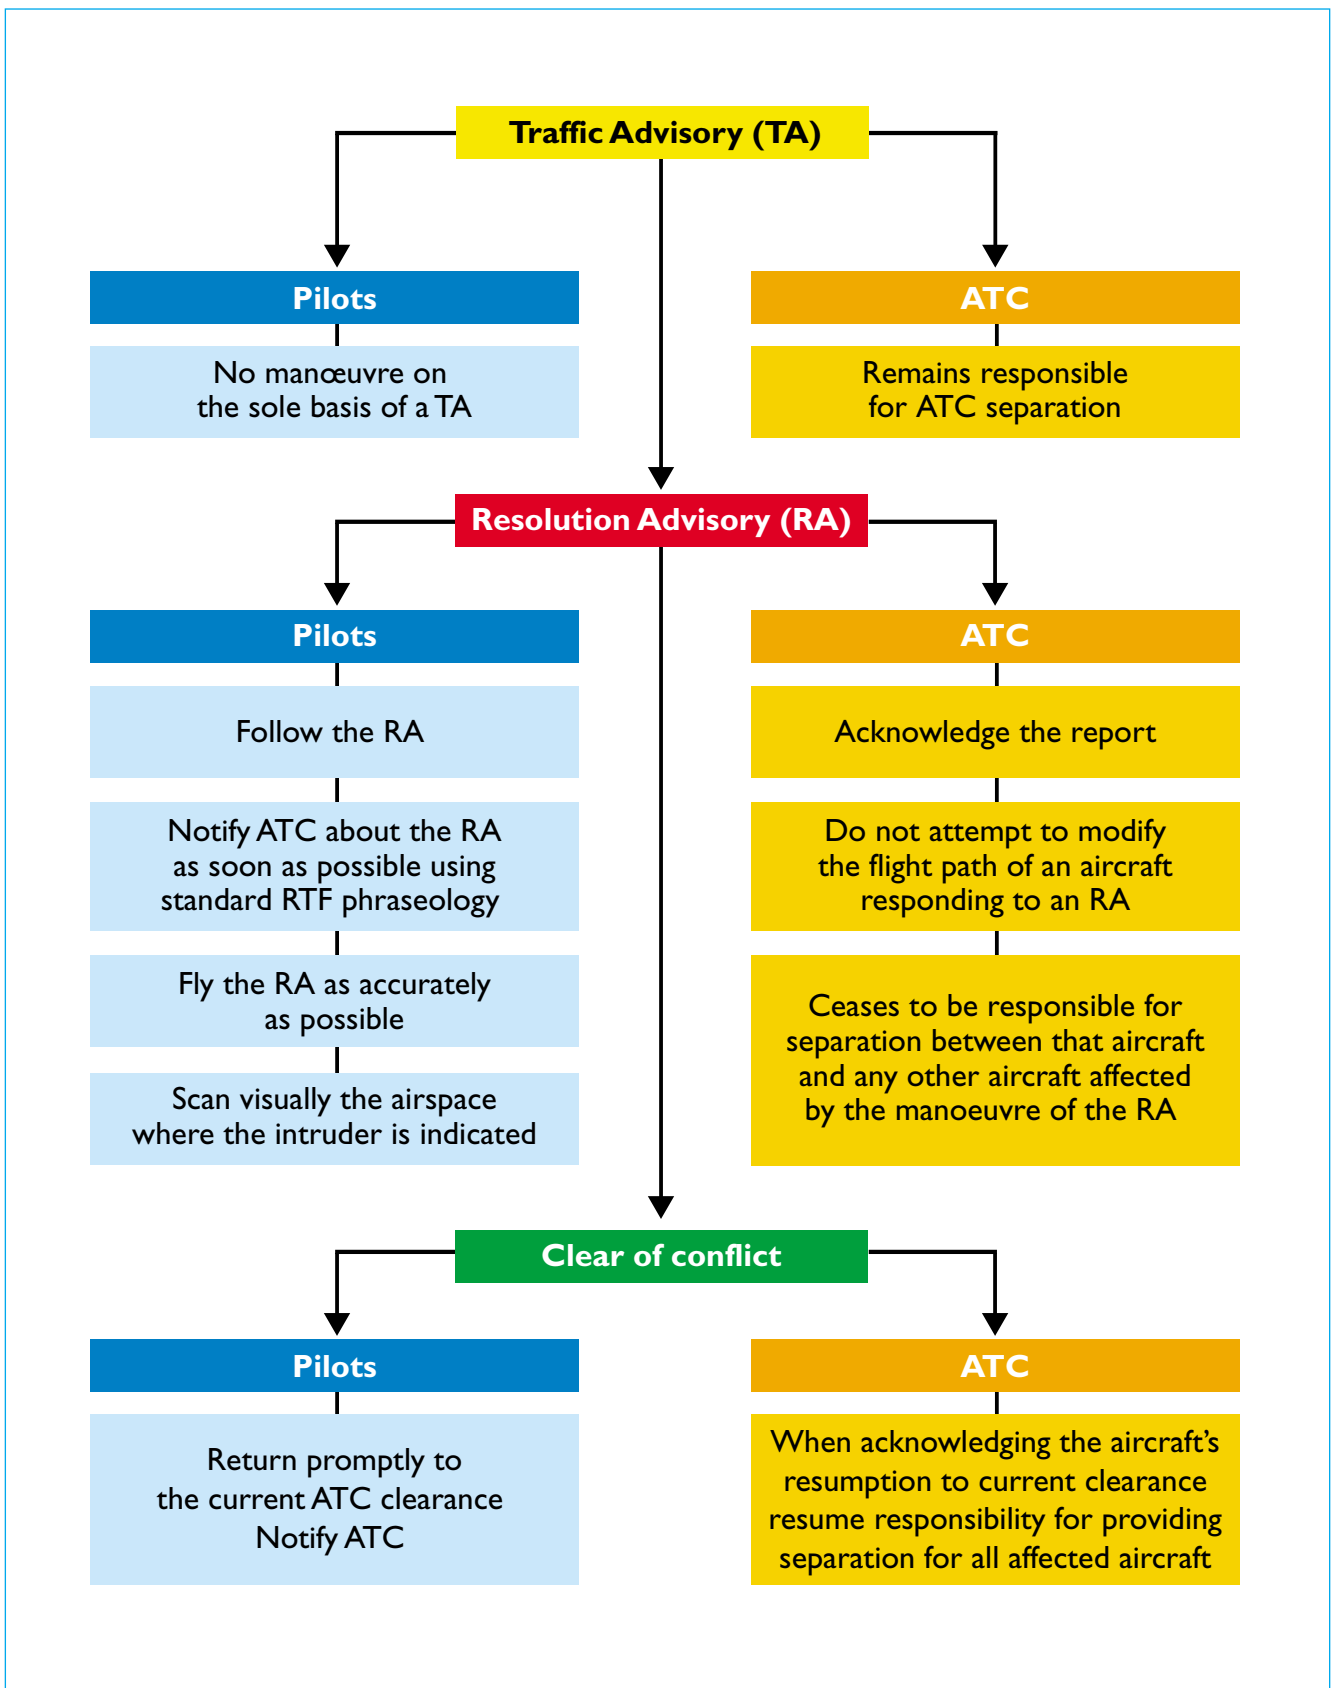 Traffic Advisory (TA)
Pilots
No manœuvre on
the sole basis of a TA
ATC
Remains responsible
for ATC separation
Resolution Advisory (RA)
Pilots
Follow the RA
Notify ATC about the RA
as soon as possible using
standard RTF phraseology
Fly the RA as accurately
as possible
Scan visually the airspace
where the intruder is indicated
ATC
Acknowledge the report
Do not attempt to modify
the flight path of an aircraft
responding to an RA
Ceases to be responsible for
separation between that aircraft
and any other aircraft affected
by the manoeuvre of the RA
Clear of conflict
Pilots
Return promptly to
the current ATC clearance
Notify ATC
ATC
When acknowledging the aircraft’s
resumption to current clearance
resume responsibility for providing
separation for all affected aircraft